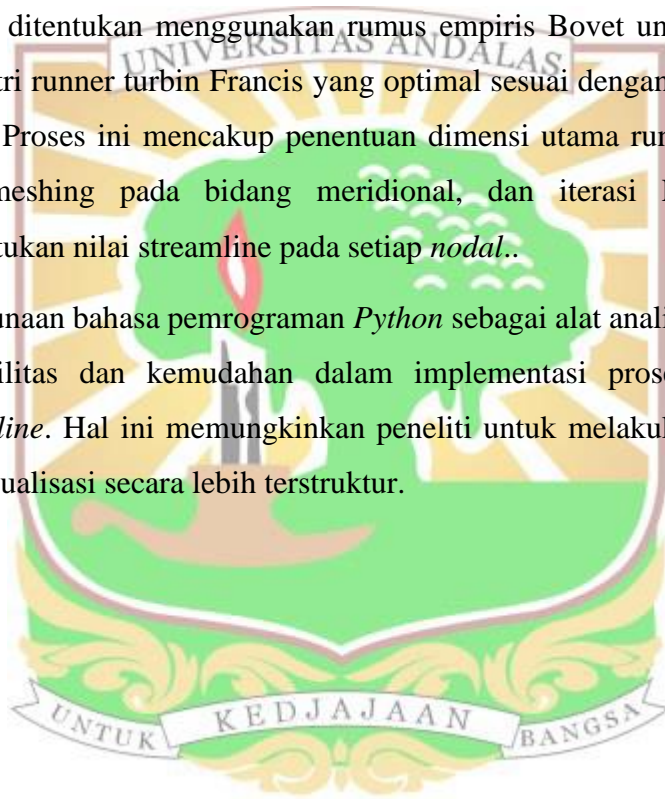 ditentukan menggunakan rumus empiris Bovet un
UNIVERSITAS ANDALAS
tri runner turbin Francis yang optimal sesuai dengan
Proses ini mencakup penentuan dimensi utama run
meshing pada bidang meridional, dan iterasi
tukan nilai streamline pada setiap nodal..
unaan bahasa pemrograman Python sebagai alat anali
ilitas dan kemudahan dalam implementasi prose
line. Hal ini memungkinkan peneliti untuk melakuk
ualisasi secara lebih terstruktur.
UNTUK KEDJAJAAN BANGSA